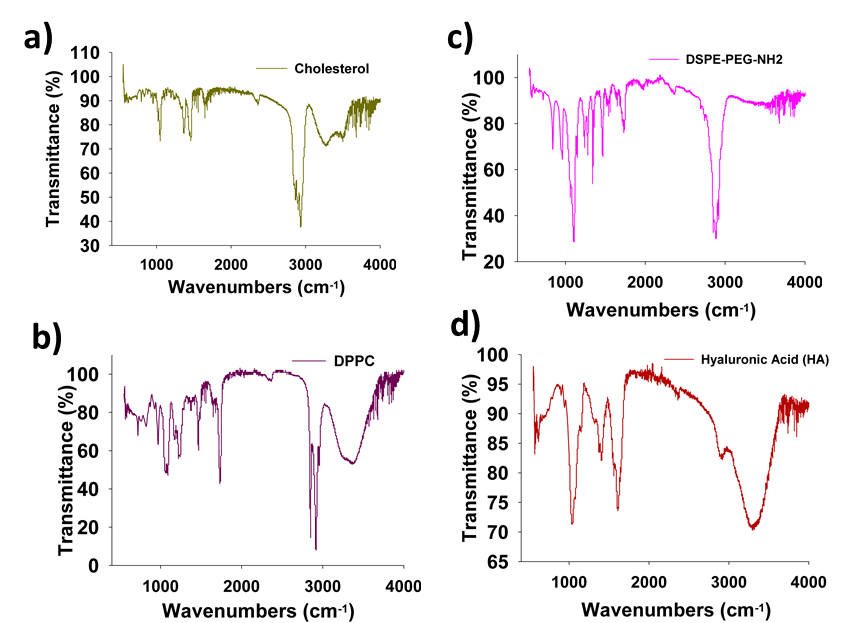 a)
Cholesterol
Transmittance (%)
110
100
90
80
70
60
50
40
30
1000 2000 3000 4000
Wavenumbers (cm-1)
b)
DPPC
Transmittance (%)
100
80
60
40
20
0
1000 2000 3000 4000
Wavenumbers (cm-1)
c)
DSPE-PEG-NH2
Transmittance (%)
100
80
60
40
20
1000 2000 3000 4000
Wavenumbers (cm-1)
d)
Hyaluronic Acid (HA)
Transmittance (%)
100
95
90
85
80
75
70
65
1000 2000 3000 4000
Wavenumbers (cm-1)